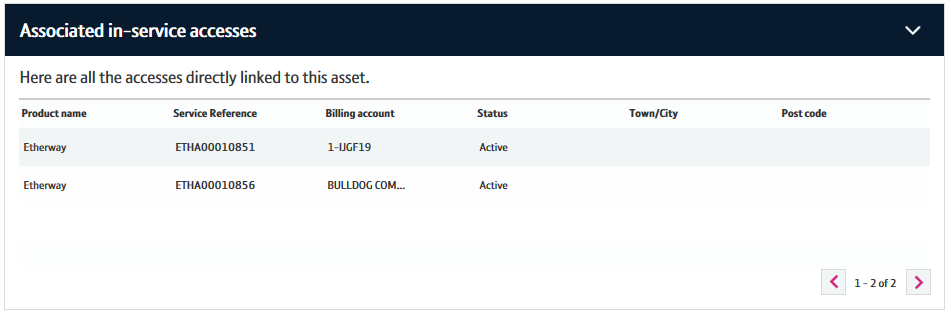 Associated in-service accesses
Here are all the accesses directly linked to this asset.
Product name Service Reference Billing account Status Town/City Post code
Etherway ETHA00010851 1-IJGF19 Active
Etherway ETHA00010856 BULLDOG COM... Active
1 - 2 of 2